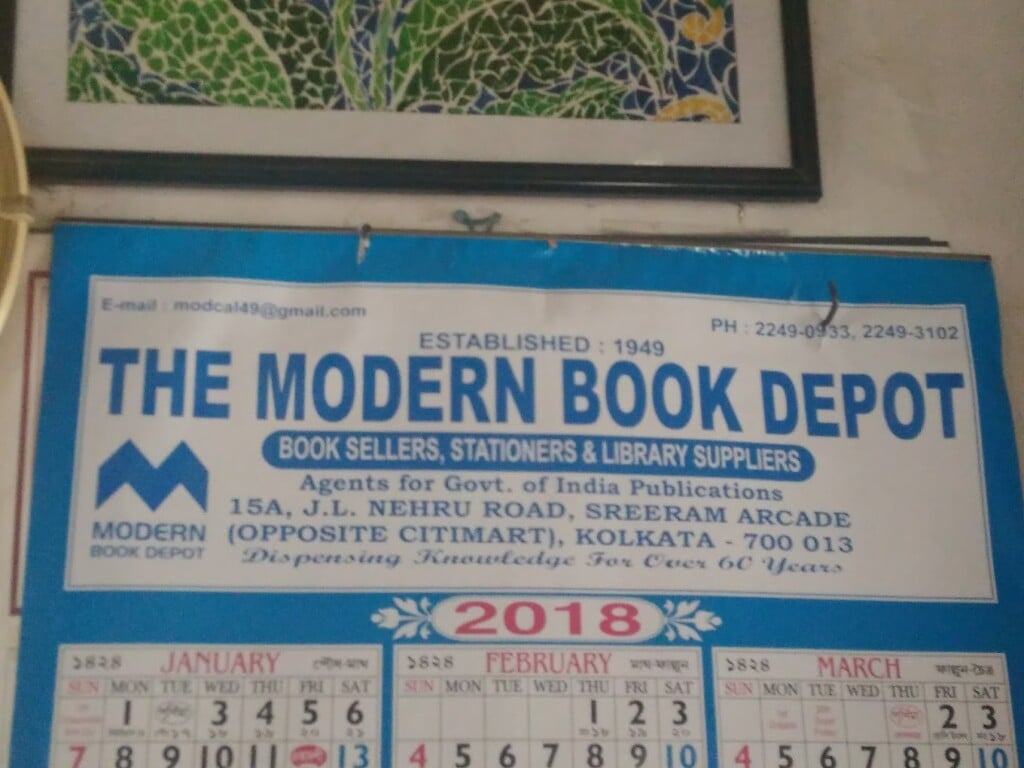 E-mail : modcal49@gmail.com
PH : 2249-0933, 2249-3102
ESTABLISHED : 1949
THE MODERN BOOK DEPOT
BOOK SELLERS, STATIONERS & LIBRARY SUPPLIERS
MODERN
BOOK DEPOT
Agents for Govt. of India Publications
15A, J.L. NEHRU ROAD, SREERAM ARCADE
(OPPOSITE CITIMART), KOLKATA - 700 013
Dispensing Knowledge For Over 60 Years
2018
১৪২৪ JANUARY পৌষ-মাঘ
SUN MON TUE WED THU FRI SAT
1 3 4 5 6
7 8 9 10 11 13
১৪২৪ FEBRUARY মাঘ-ফাল্গুন
SUN MON TUE WED THU FRI SAT
1 2 3
4 5 6 7 8 9 10
১৪২৪ MARCH ফাল্গুন-চৈত্র
SUN MON TUE WED THU FRI SAT
2 3
4 5 6 7 8 9 10